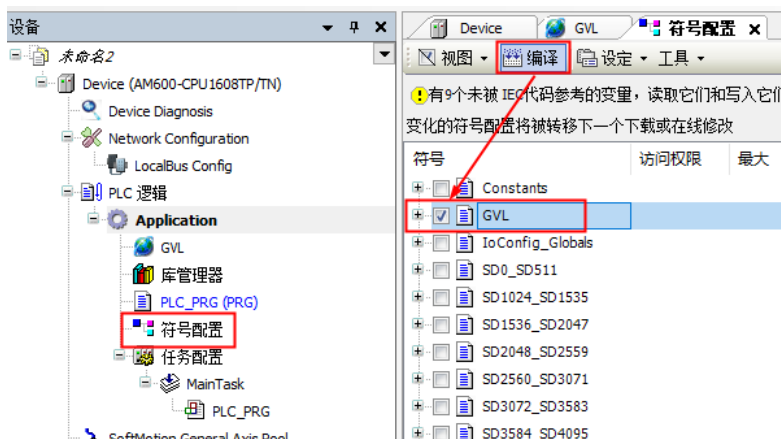 设备
未命名2
Device (AM600-CPU1608TP/TN)
Device Diagnosis
Network Configuration
LocalBus Config
PLC 逻辑
Application
GVL
库管理器
PLC_PRG (PRG)
符号配置
任务配置
MainTask
PLC_PRG
SoftMotion General Axis Pool
Device
GVL
符号配置
视图
编译
设定
工具
有9个未被 IEC代码参考的变量，读取它们和写入它们
变化的符号配置将被转移下一个下载或在线修改
符号 访问权限 最大
Constants
GVL
IoConfig_Globals
SD0_SD511
SD1024_SD1535
SD1536_SD2047
SD2048_SD2559
SD2560_SD3071
SD3072_SD3583
SD3584_SD4095